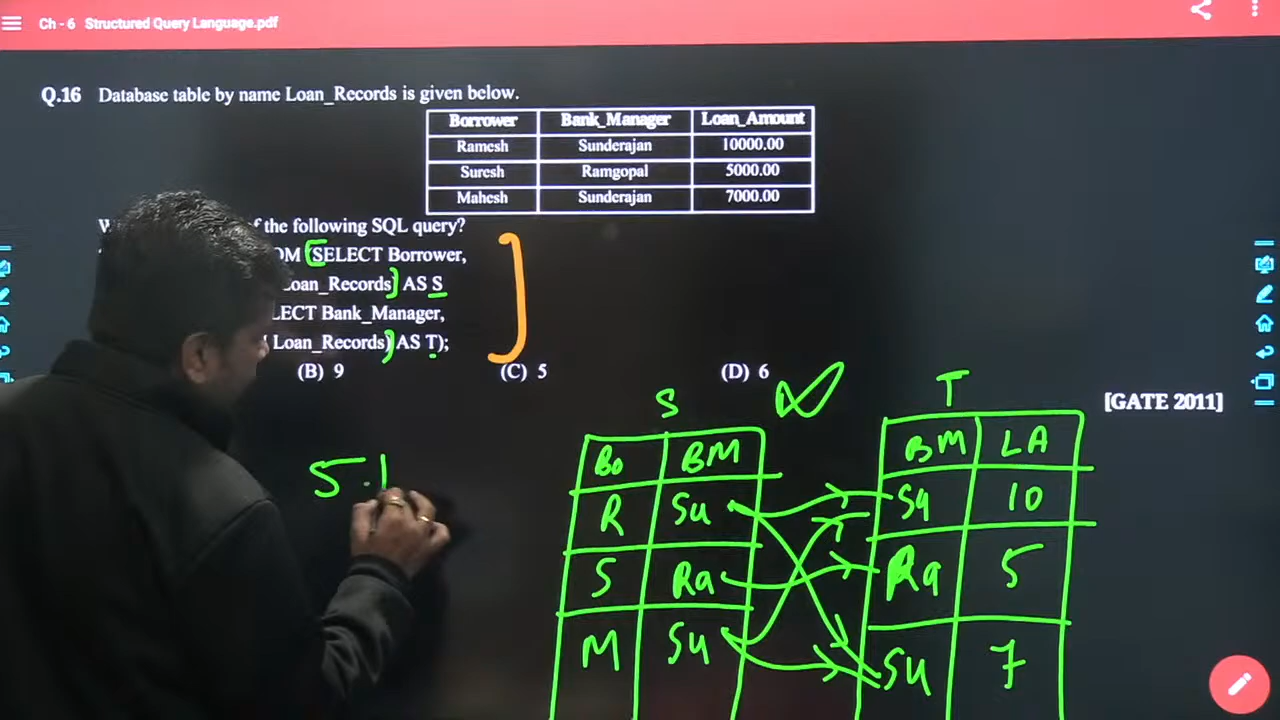 Ch - 6 Structured Query Language.pdf
Q.16 Database table by name Loan_Records is given below.
Borrower Bank_Manager Loan_Amount
Ramesh Sunderajan 10000.00
Suresh Ramgopal 5000.00
Mahesh Sunderajan 7000.00
of the following SQL query?
(SELECT Borrower,
Loan_Records) AS S
Bank_Manager,
Loan_Records) AS T);
(B) 9 (C) 5 (D) 6
[GATE 2011]
S T
Bo BM BM LA
R Su Su 10
S Ra Ra 5
M Su Su 7
5.